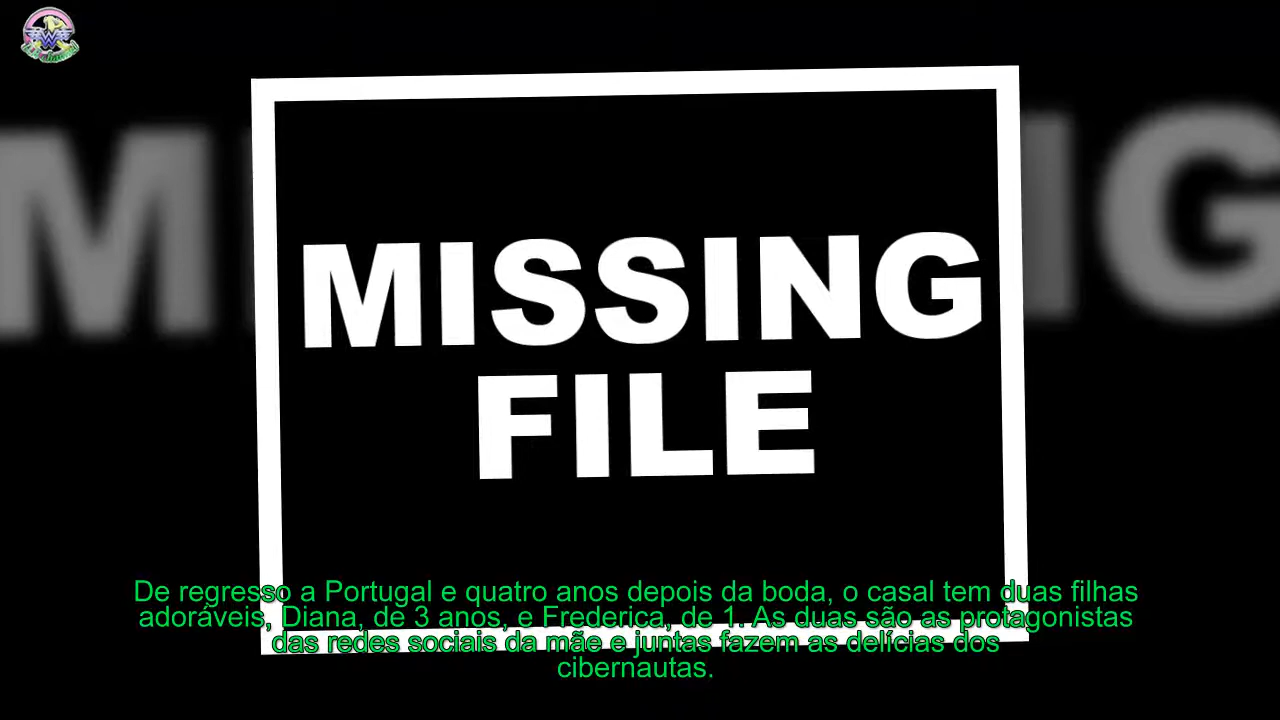 MISSING
FILE
De regresso a Portugal e quatro anos depois da boda, o casal tem duas filhas
adoráveis, Diana, de 3 anos, e Frederica, de 1. As duas são as protagonistas
das redes sociais da mãe e juntas fazem as delícias dos
cibernautas.